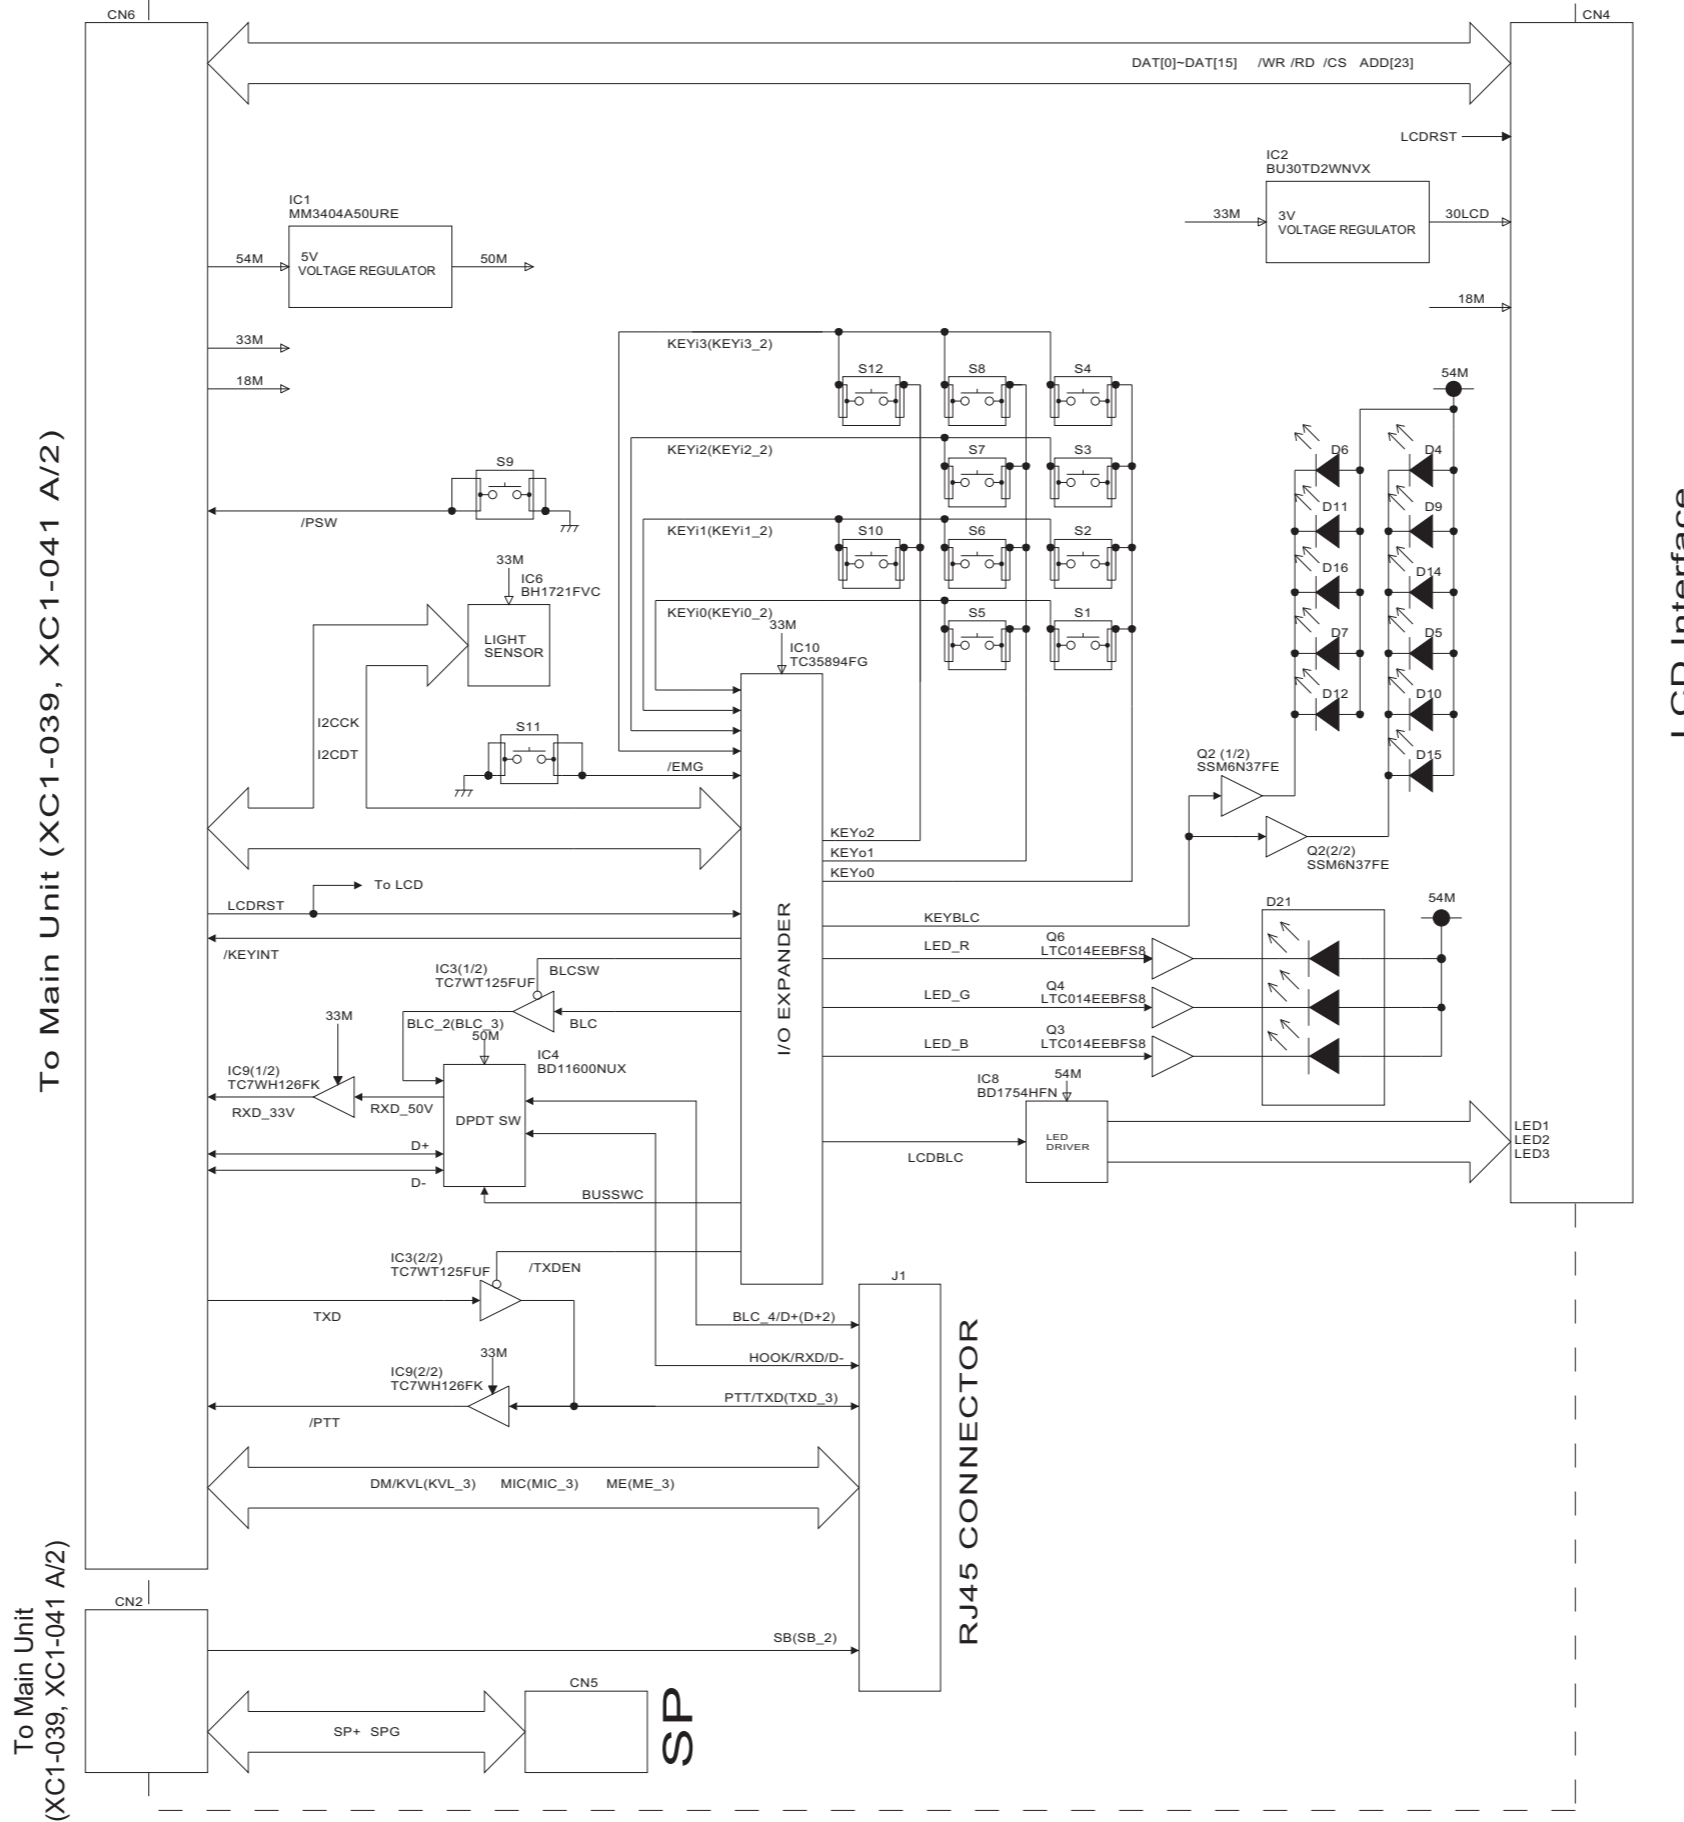 CN6
CN4
DAT[0]~DAT[15] /WR /RD /CS ADD[23]
LCDRST
IC2
BU30TD2WNVX
33M
3V
VOLTAGE REGULATOR
30LCD
18M
IC1
MM3404A50URE
54M
5V
VOLTAGE REGULATOR
50M
33M
18M
To Main Unit (XC1-039, XC1-041 A/2)
KEYi3(KEYi3_2)
S12
S8
S4
KEYi2(KEYi2_2)
S7
S3
KEYi1(KEYi1_2)
S10
S6
S2
KEYi0(KEYi0_2)
S5
S1
S9
/PSW
33M
IC6
BH1721FVC
LIGHT
SENSOR
33M
IC10
TC35894FG
I2CCK
I2CDT
S11
/EMG
54M
D6
D4
D11
D9
D16
D14
D7
D5
D12
D10
D15
Q2 (1/2)
SSM6N37FE
Q2(2/2)
SSM6N37FE
KEYo2
KEYo1
KEYo0
To LCD
LCDRST
/KEYINT
I/O EXPANDER
KEYBLC
LED_R
Q6
LTC014EEBFS8
LED_G
Q4
LTC014EEBFS8
LED_B
Q3
LTC014EEBFS8
D21
54M
IC3(1/2)
TC7WT125FUF
BLCSW
BLC
BLC_2(BLC_3)
50M
IC4
BD11600NUX
DPDT SW
33M
IC9(1/2)
TC7WH126FK
RXD_33V
RXD_50V
D+
D-
BUSSWC
IC8
BD1754HFN
54M
LED
DRIVER
LCDBLC
LED1
LED2
LED3
LCD Interface
IC3(2/2)
TC7WT125FUF
/TXDEN
TXD
33M
IC9(2/2)
TC7WH126FK
/PTT
J1
BLC_4/D+(D+2)
HOOK/RXD/D-
PTT/TXD(TXD_3)
RJ45 CONNECTOR
DM/KVL(KVL_3) MIC(MIC_3) ME(ME_3)
To Main Unit
(XC1-039, XC1-041 A/2)
CN2
SB(SB_2)
CN5
SP+ SPG
SP